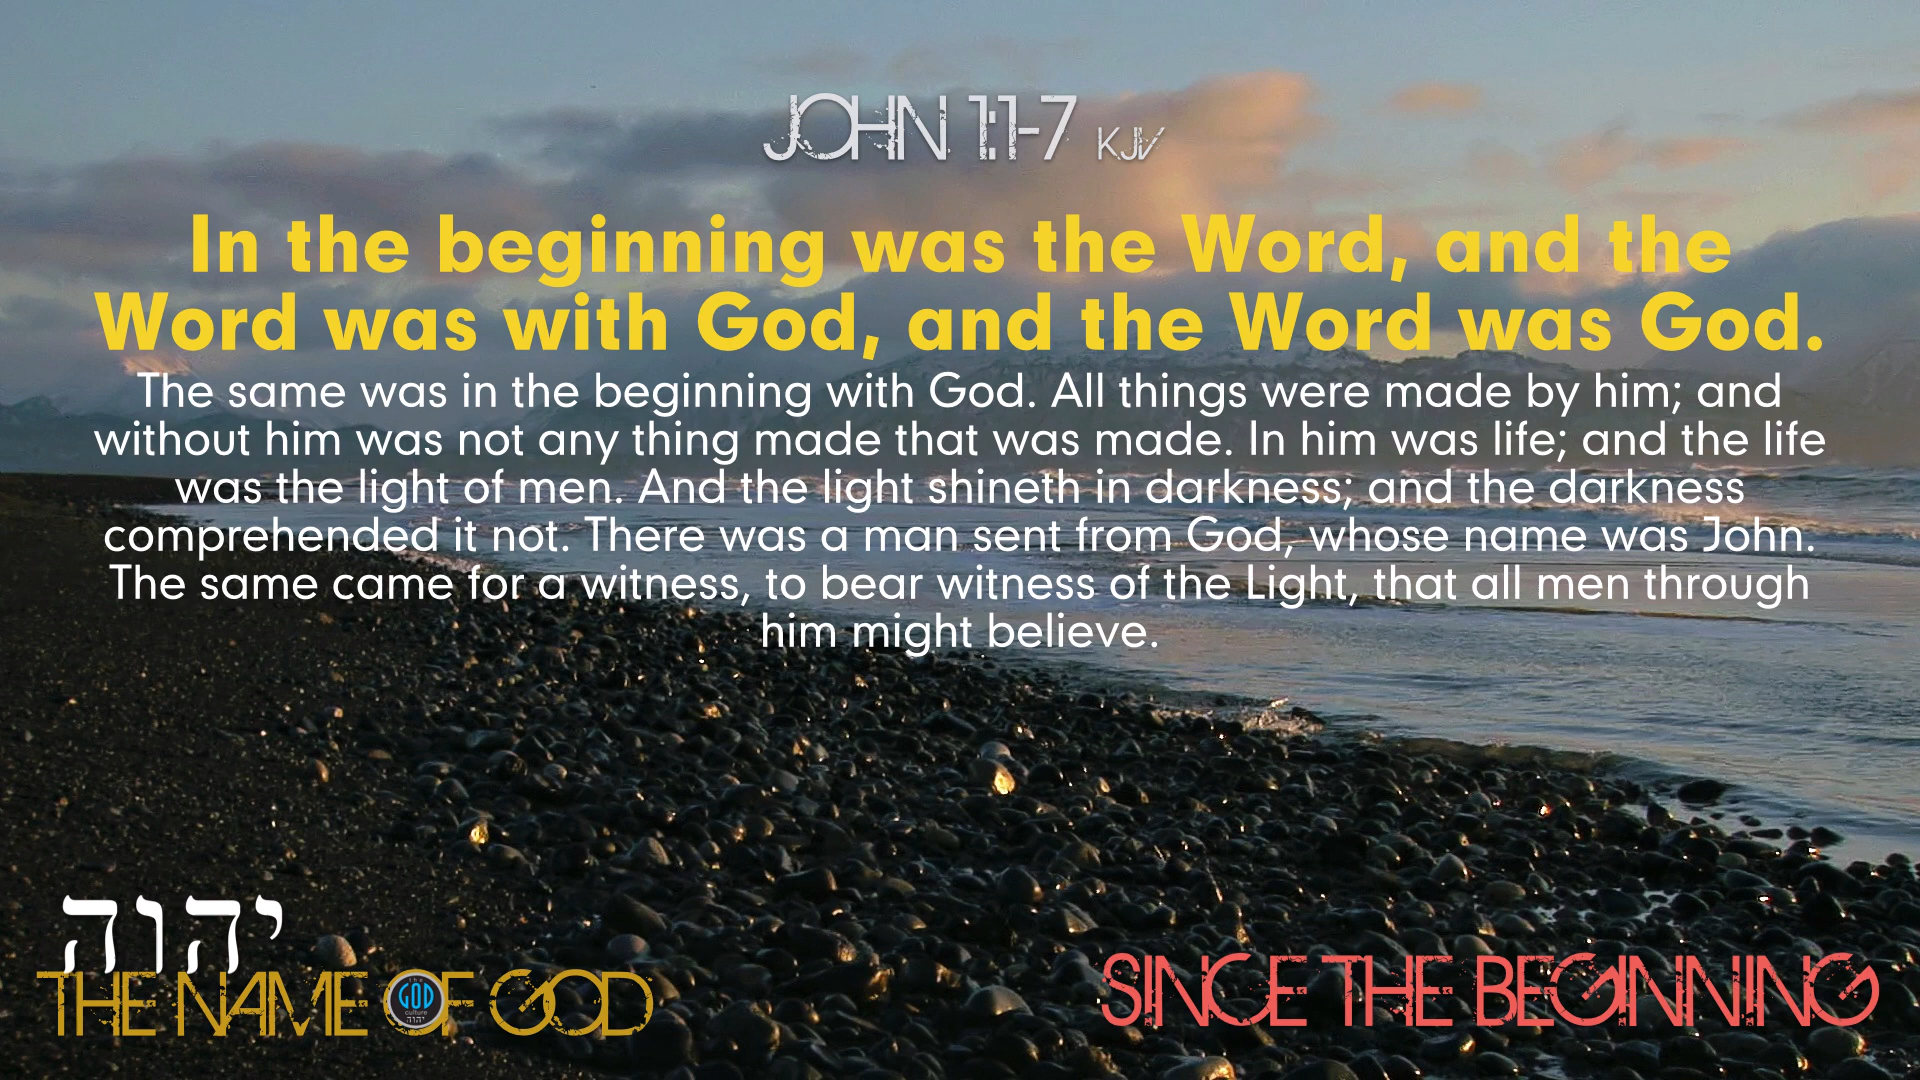 JOHN 1:1-7 KJV
In the beginning was the Word, and the
Word was with God, and the Word was God.
The same was in the beginning with God. All things were made by him; and
without him was not any thing made that was made. In him was life; and the life
was the light of men. And the light shineth in darkness; and the darkness
comprehended it not. There was a man sent from God, whose name was John.
The same came for a witness, to bear witness of the Light, that all men through
him might believe.
יהוה
THE NAME OF GOD
THE
GOD
culture
יהוה
SINCE THE BEGINNING